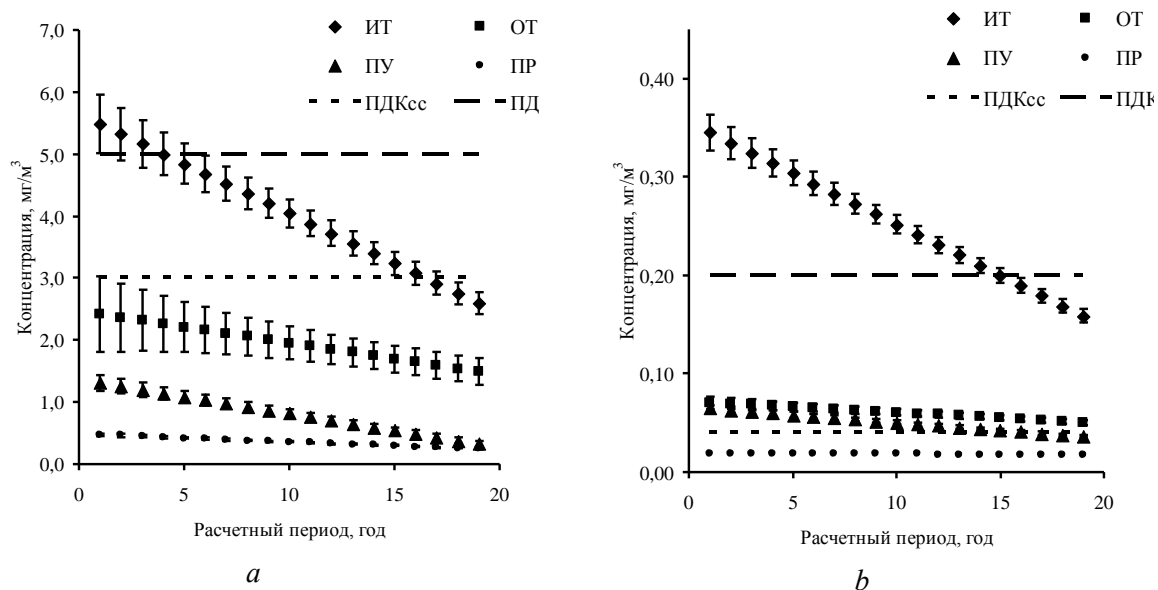 ИТ ОТ
ПУ ПР
ПДКсс ПД
7,0
6,0
5,0
4,0
3,0
2,0
1,0
0,0
Концентрация, мг/м³
0 5 10 15 20
Расчетный период, год
a
ИТ ОТ
ПУ ПР
ПДКсс ПДК
0,40
0,30
0,20
0,10
0,00
Концентрация, мг/м³
0 5 10 15 20
Расчетный период, год
b